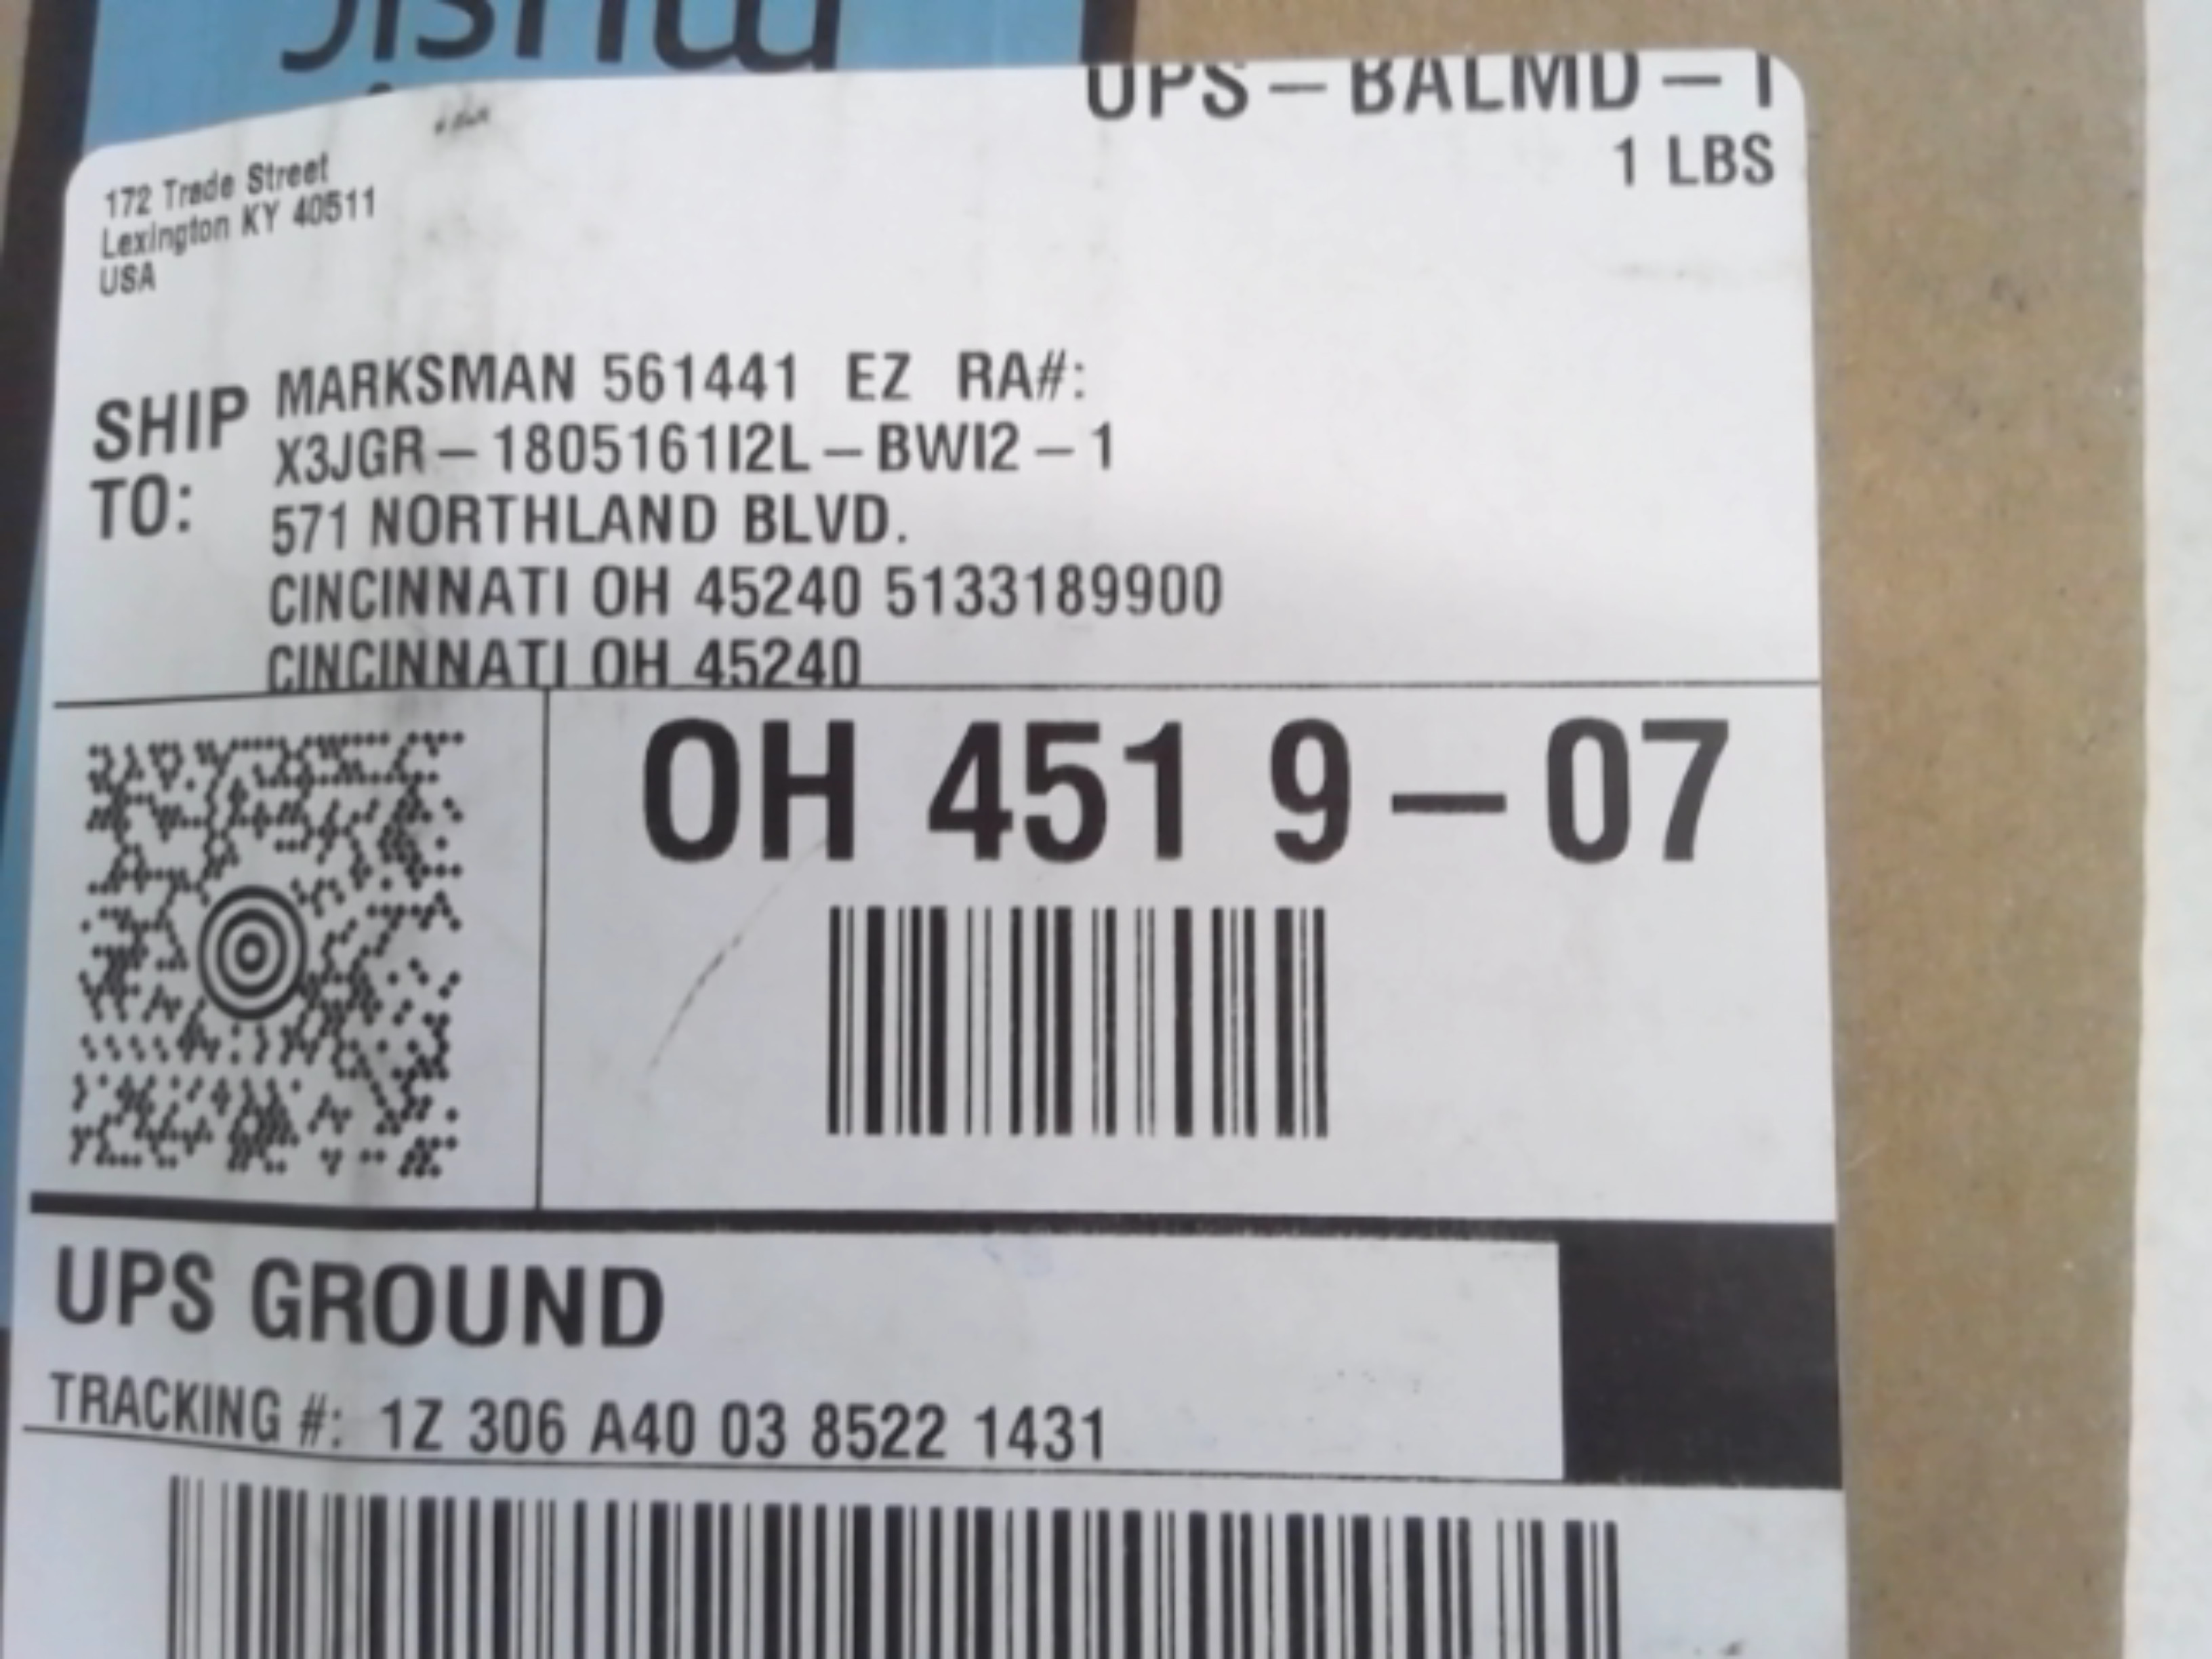 UPS – BALMD – 1
1 LBS
172 Trade Street
Lexington KY 40511
USA
SHIP TO:
MARKSMAN 561441 EZ RA#:
X3JGR – 1805161I2L – BWI2 – 1
571 NORTHLAND BLVD.
CINCINNATI OH 45240 5133189900
CINCINNATI OH 45240
OH 451 9 – 07
UPS GROUND
TRACKING #: 1Z 306 A40 03 8522 1431